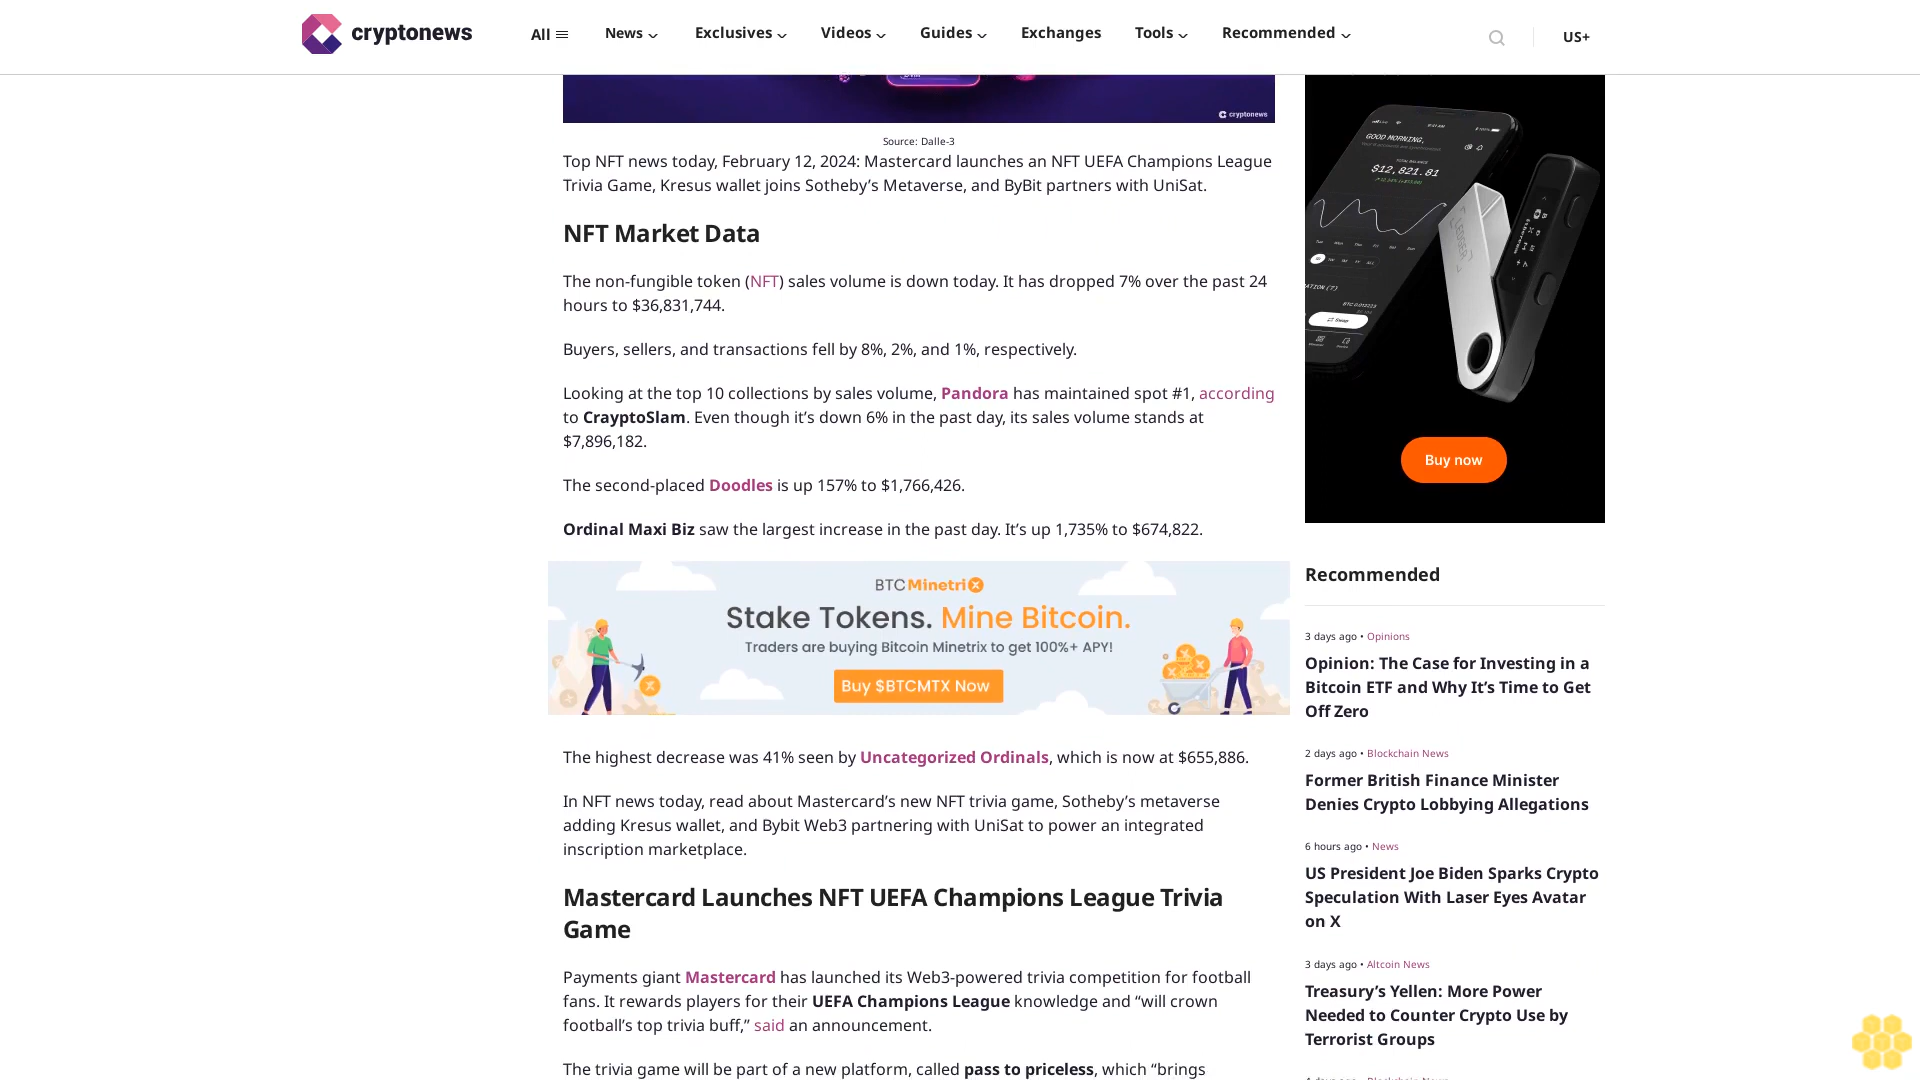 cryptonews
All
News
Exclusives
Videos
Guides
Exchanges
Tools
Recommended
US+
cryptonews
Source: Dalle-3
Top NFT news today, February 12, 2024: Mastercard launches an NFT UEFA Champions League
Trivia Game, Kresus wallet joins Sotheby’s Metaverse, and ByBit partners with UniSat.
NFT Market Data
The non-fungible token (NFT) sales volume is down today. It has dropped 7% over the past 24
hours to $36,831,744.
Buyers, sellers, and transactions fell by 8%, 2%, and 1%, respectively.
Looking at the top 10 collections by sales volume, Pandora has maintained spot #1, according
to CrayptoSlam. Even though it’s down 6% in the past day, its sales volume stands at
$7,896,182.
The second-placed Doodles is up 157% to $1,766,426.
Ordinal Maxi Biz saw the largest increase in the past day. It’s up 1,735% to $674,822.
BTC Minetrix
Stake Tokens. Mine Bitcoin.
Traders are buying Bitcoin Minetrix to get 100%+ APY!
Buy $BTCMTX Now
The highest decrease was 41% seen by Uncategorized Ordinals, which is now at $655,886.
In NFT news today, read about Mastercard’s new NFT trivia game, Sotheby’s metaverse
adding Kresus wallet, and Bybit Web3 partnering with UniSat to power an integrated
inscription marketplace.
Mastercard Launches NFT UEFA Champions League Trivia
Game
Payments giant Mastercard has launched its Web3-powered trivia competition for football
fans. It rewards players for their UEFA Champions League knowledge and “will crown
football’s top trivia buff,” said an announcement.
The trivia game will be part of a new platform, called pass to priceless, which “brings
GOOD MORNING,
TOTAL BALANCE
$12,821.81
Swap
LEDGER
Buy now
Recommended
3 days ago • Opinions
Opinion: The Case for Investing in a
Bitcoin ETF and Why It’s Time to Get
Off Zero
2 days ago • Blockchain News
Former British Finance Minister
Denies Crypto Lobbying Allegations
6 hours ago • News
US President Joe Biden Sparks Crypto
Speculation With Laser Eyes Avatar
on X
3 days ago • Altcoin News
Treasury’s Yellen: More Power
Needed to Counter Crypto Use by
Terrorist Groups